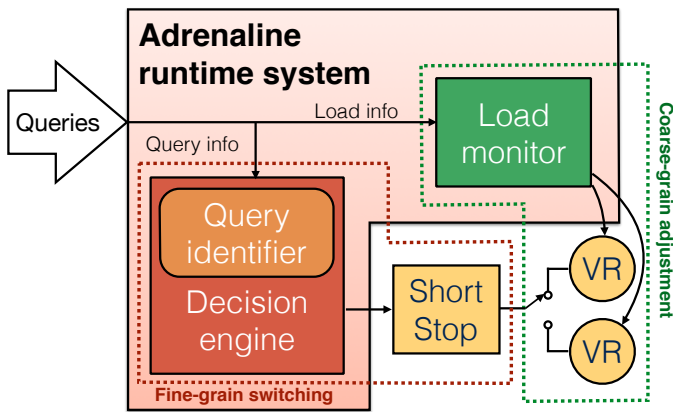 Adrenaline
runtime system
Queries
Load info
Query info
Load
monitor
Coarse-grain adjustment
Query
identifier
Decision
engine
Short
Stop
VR
VR
Fine-grain switching